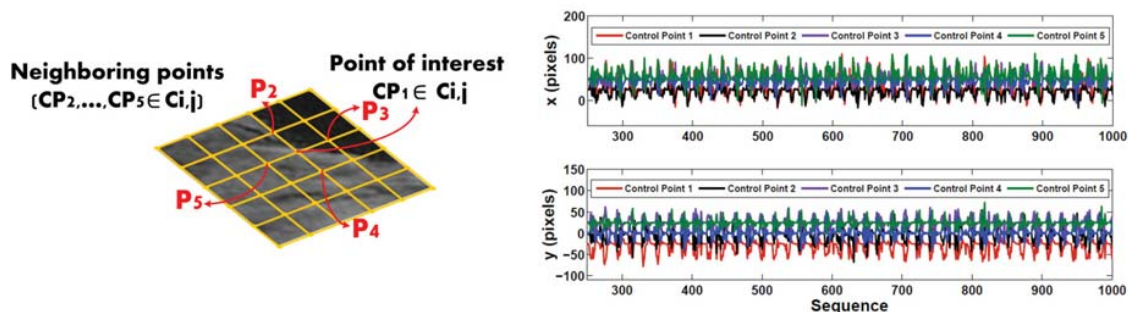 Neighboring points
(CP2,...,CP5∈ Ci,j)
Point of interest
CP1∈ Ci,j
P2
P3
P5
P4
200
100
0
x (pixels)
Control Point 1 Control Point 2 Control Point 3 Control Point 4 Control Point 5
300 400 500 600 700 800 900 1000
150
100
50
0
-50
-100
y (pixels)
Control Point 1 Control Point 2 Control Point 3 Control Point 4 Control Point 5
300 400 500 600 700 800 900 1000
Sequence